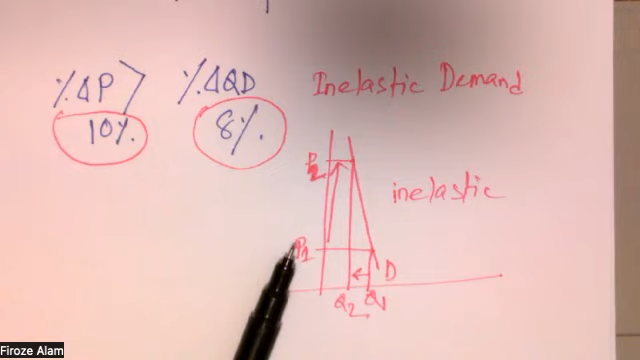 %ΔP > %ΔQD
10%. 8%.
Inelastic Demand
P2
inelastic
P1
D
Q2 Q1
Firoze Alam